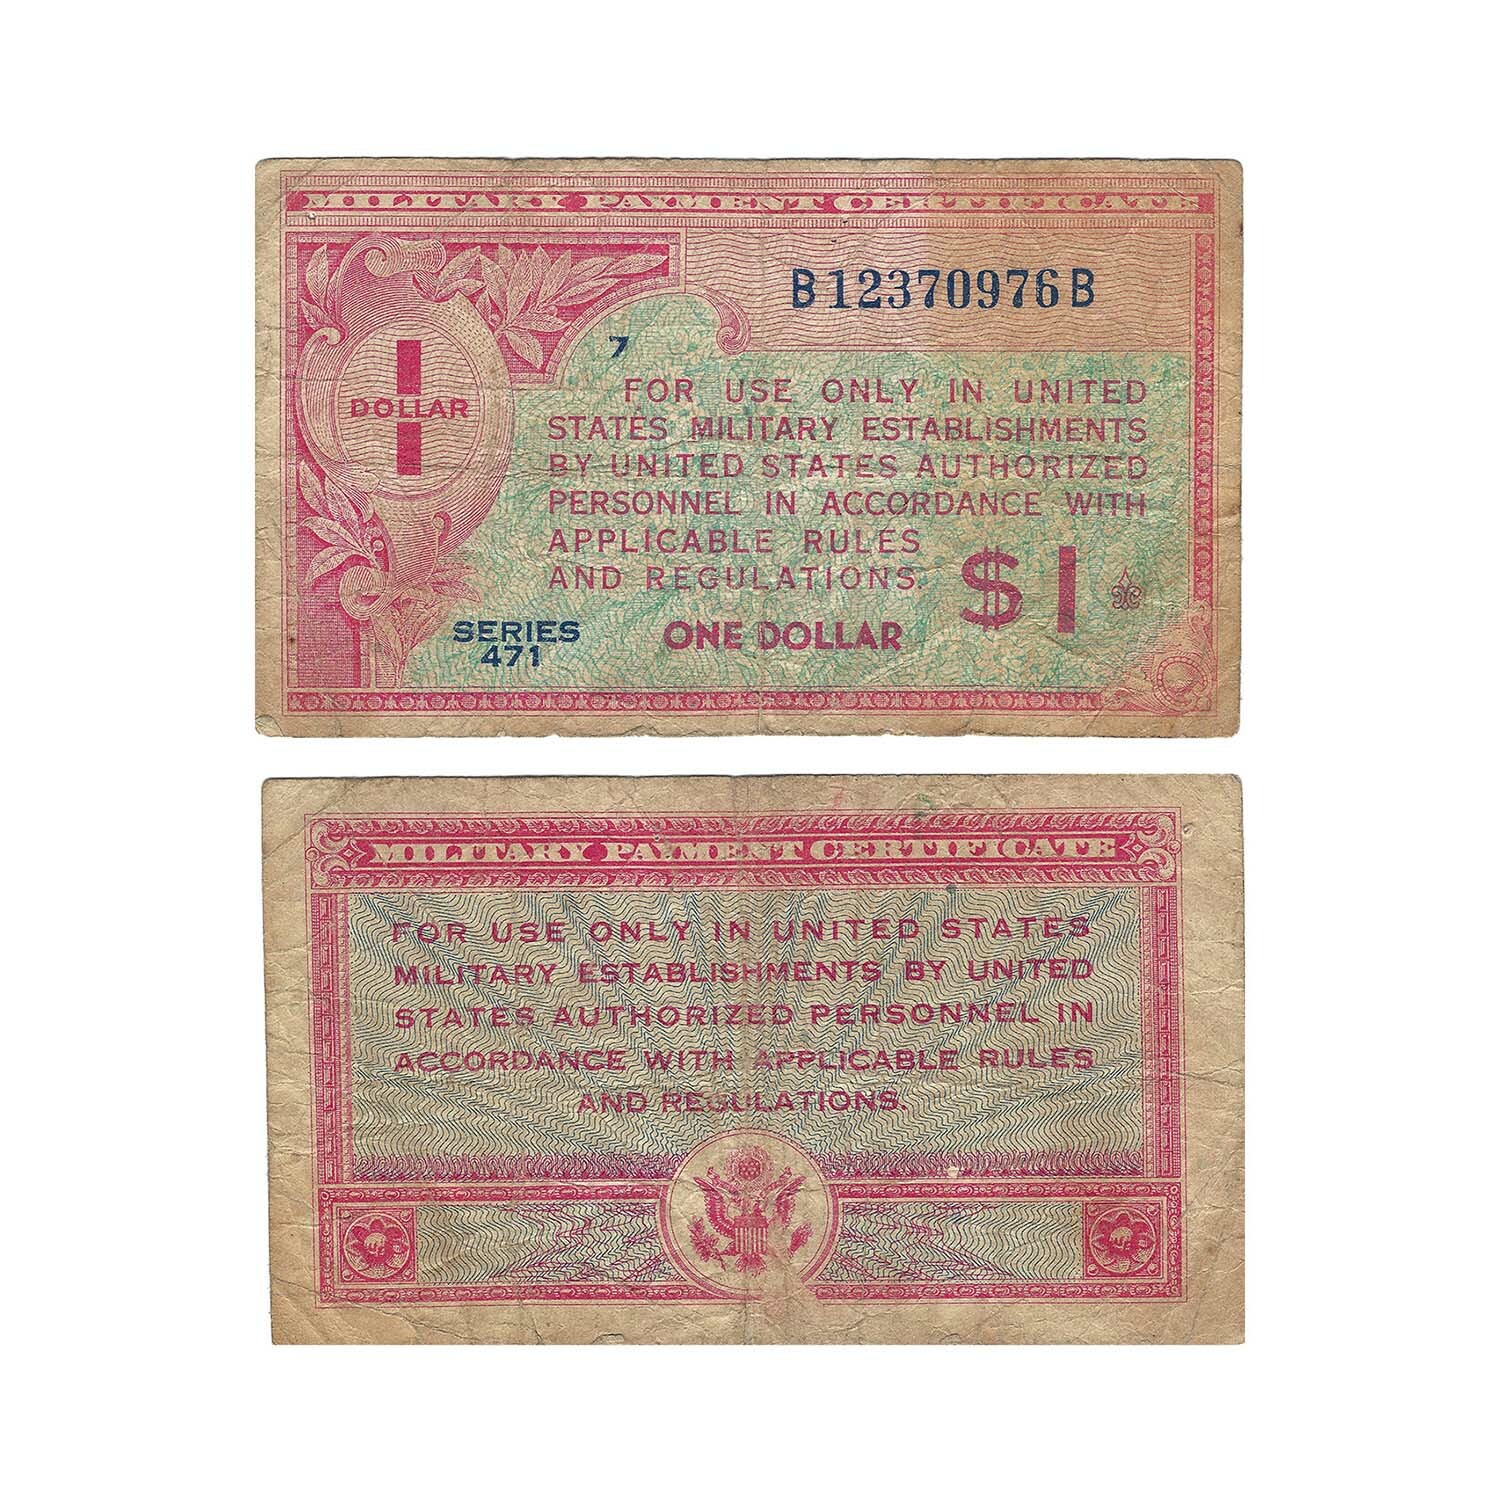 MILITARY PAYMENT CERTIFICATE
B12370976B
7
1
DOLLAR
FOR USE ONLY IN UNITED
STATES MILITARY ESTABLISHMENTS
BY UNITED STATES AUTHORIZED
PERSONNEL IN ACCORDANCE WITH
APPLICABLE RULES
AND REGULATIONS.
$1
SERIES
471
ONE DOLLAR
MILITARY PAYMENT CERTIFICATE
FOR USE ONLY IN UNITED STATES
MILITARY ESTABLISHMENTS BY UNITED
STATES AUTHORIZED PERSONNEL IN
ACCORDANCE WITH APPLICABLE RULES
AND REGULATIONS.